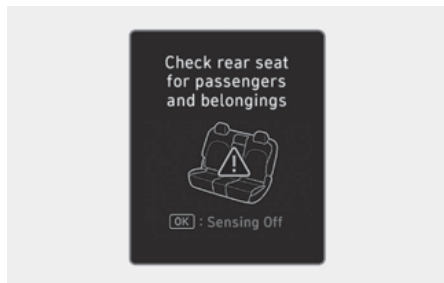 Check rear seat
for passengers
and belongings
OK : Sensing Off